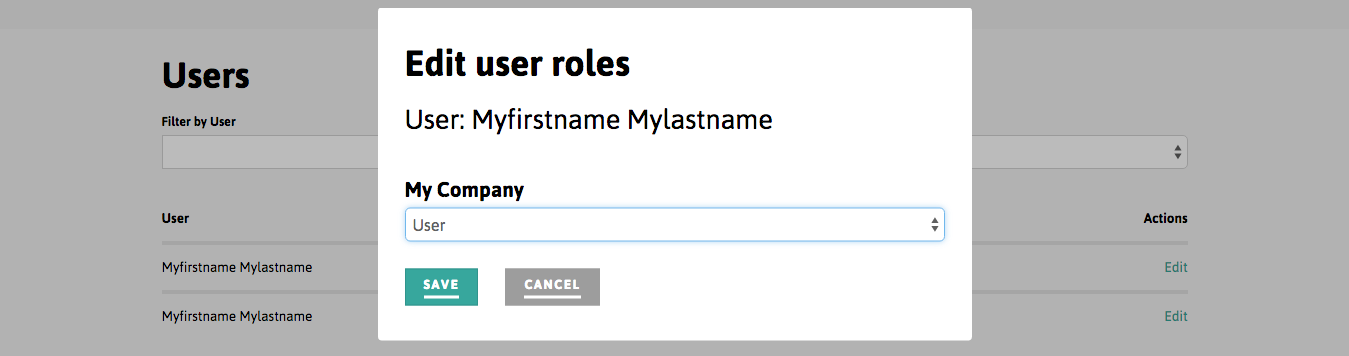 Users
Filter by User
User
Actions
Myfirstname Mylastname
Edit
Myfirstname Mylastname
Edit
Edit user roles
User: Myfirstname Mylastname
My Company
User
SAVE
CANCEL